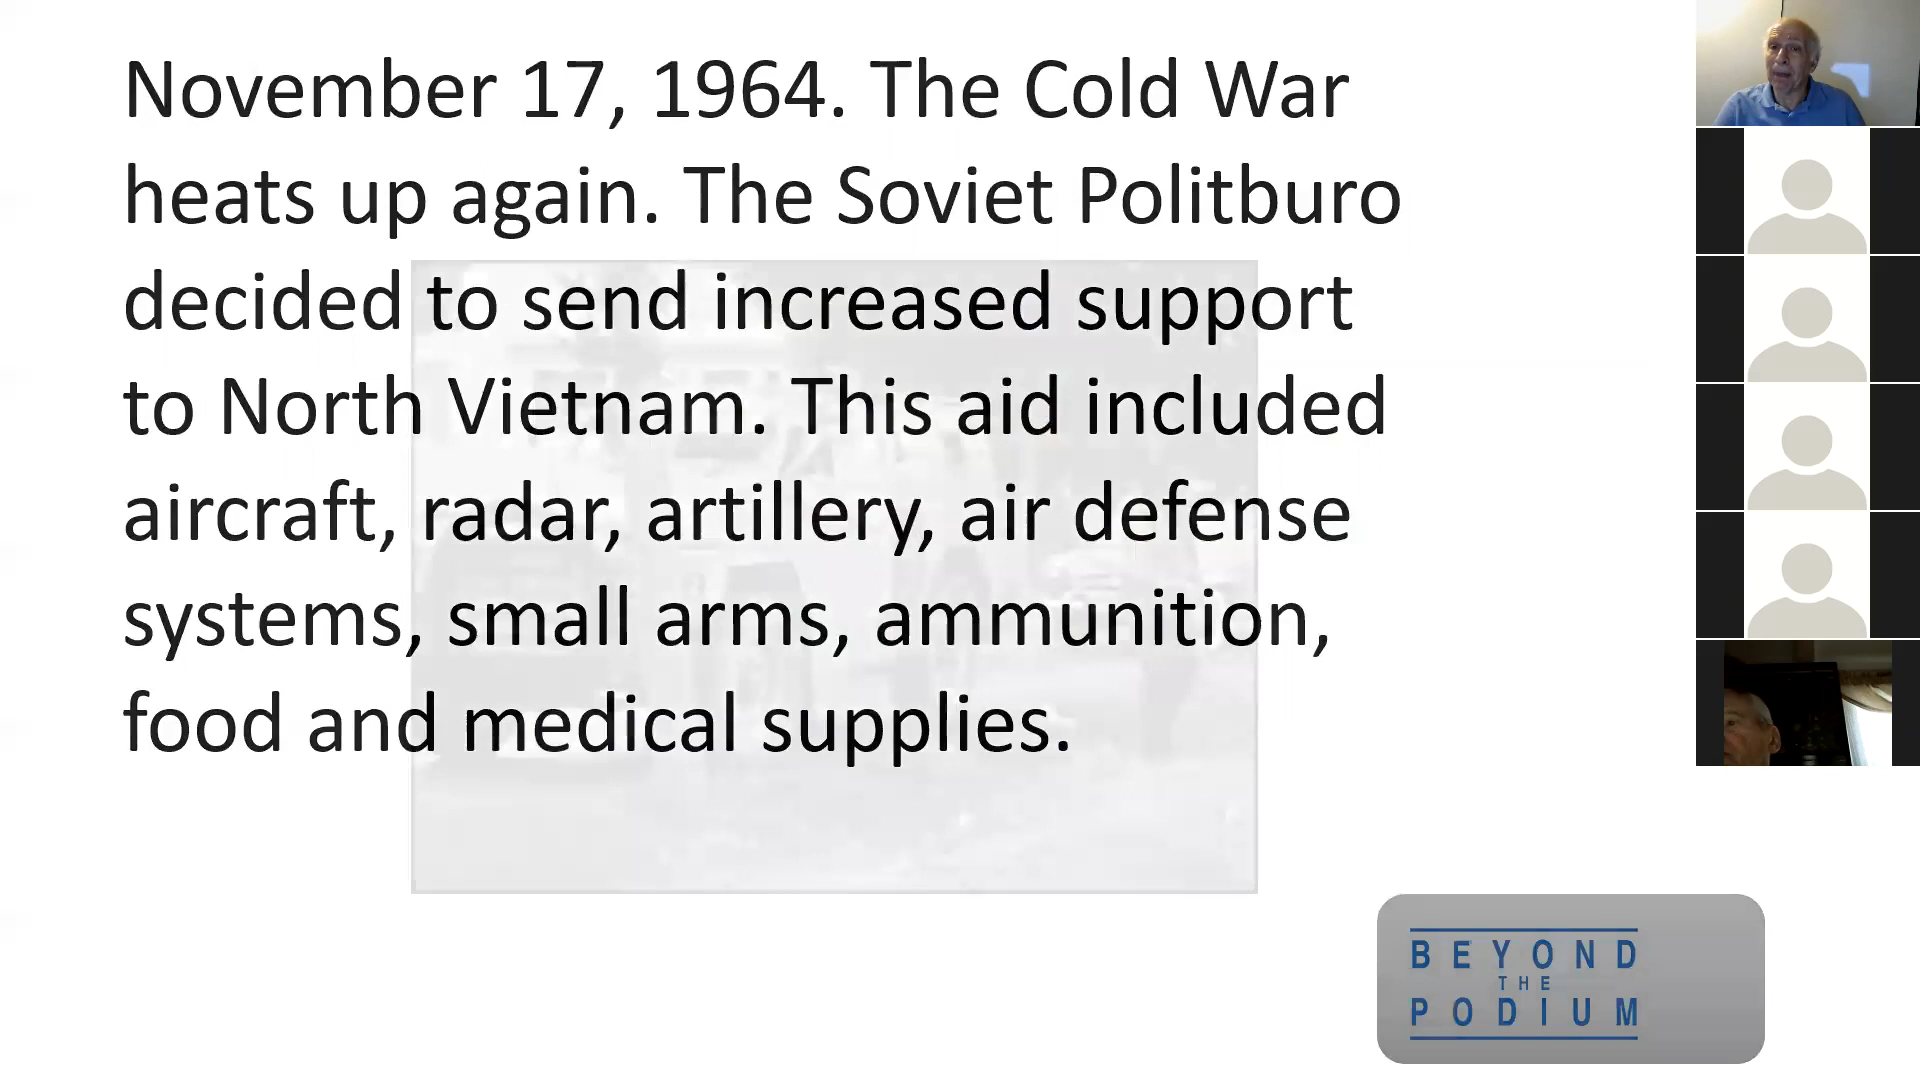 November 17, 1964. The Cold War
heats up again. The Soviet Politburo
decided to send increased support
to North Vietnam. This aid included
aircraft, radar, artillery, air defense
systems, small arms, ammunition,
food and medical supplies.
BEYOND
THE
PODIUM